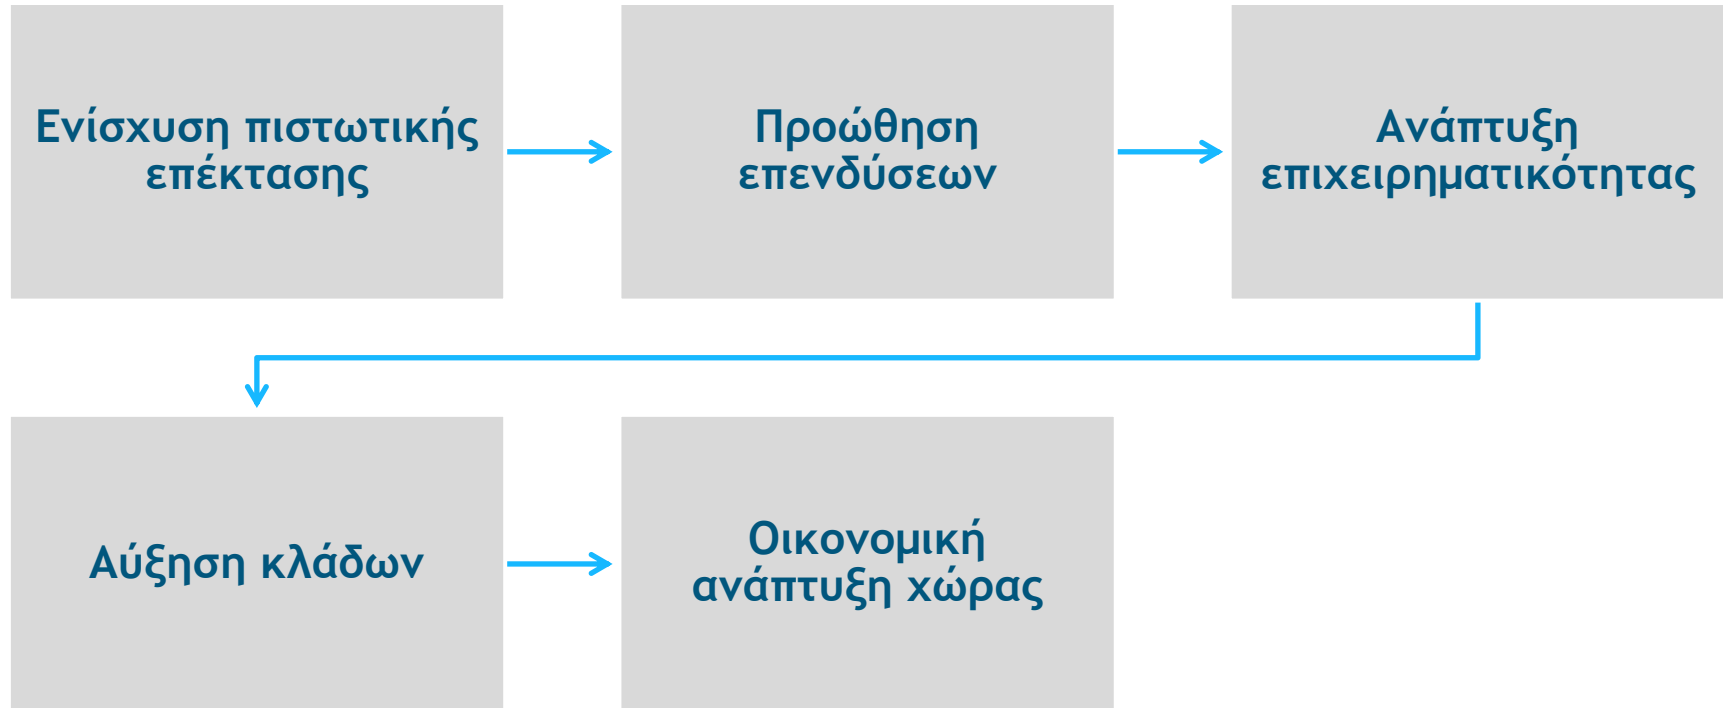 Ενίσχυση πιστωτικής
επέκτασης
Προώθηση
επενδύσεων
Ανάπτυξη
επιχειρηματικότητας
Αύξηση κλάδων
Οικονομική
ανάπτυξη χώρας